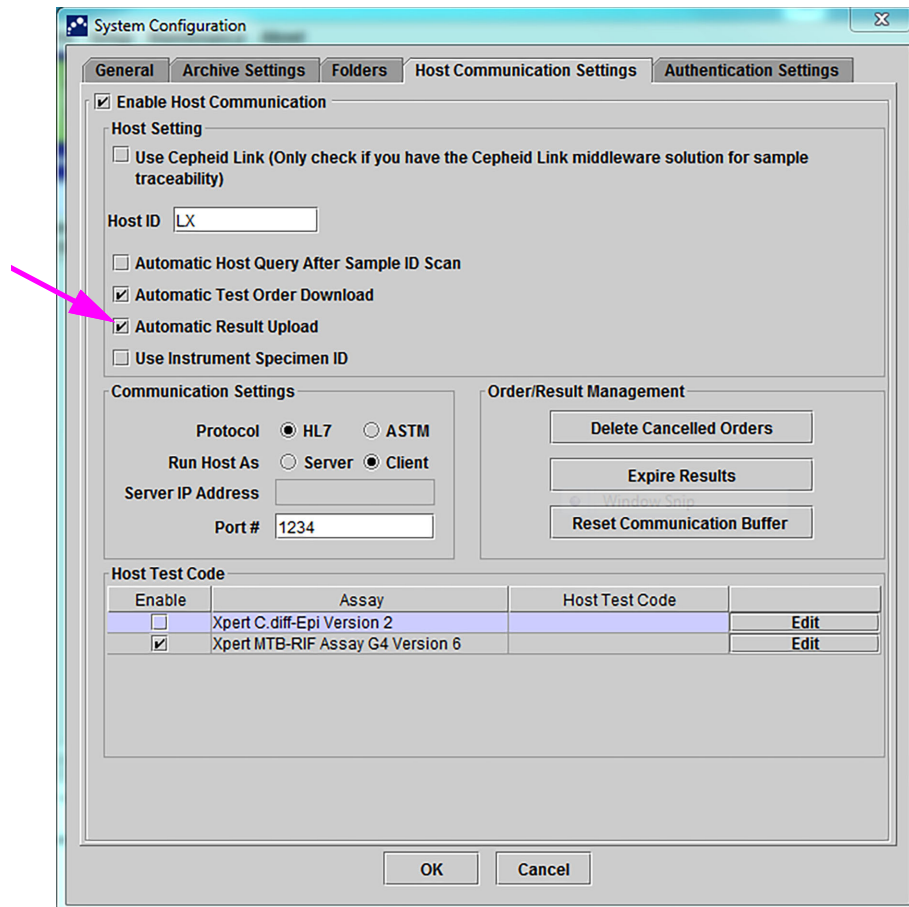 System Configuration
General Archive Settings Folders Host Communication Settings Authentication Settings
Enable Host Communication
Host Setting
Use Cepheid Link (Only check if you have the Cepheid Link middleware solution for sample
traceability)
Host ID LX
Automatic Host Query After Sample ID Scan
Automatic Test Order Download
Automatic Result Upload
Use Instrument Specimen ID
Communication Settings
Protocol HL7 ASTM
Run Host As Server Client
Server IP Address
Port # 1234
Order/Result Management
Delete Cancelled Orders
Expire Results
Window Snip
Reset Communication Buffer
Host Test Code
Enable Assay Host Test Code
Xpert C.diff-Epi Version 2 Edit
Xpert MTB-RIF Assay G4 Version 6 Edit
OK Cancel